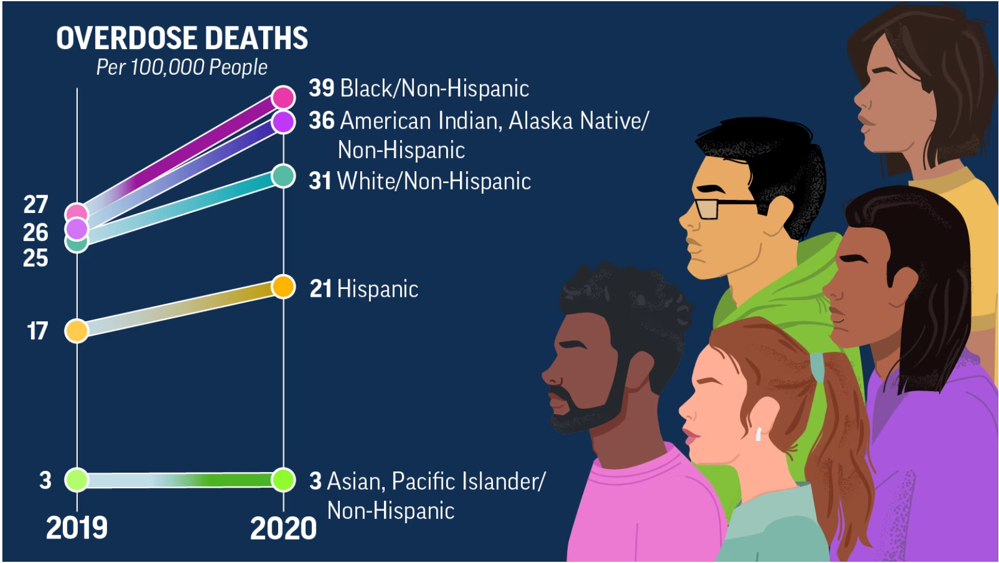 OVERDOSE DEATHS
Per 100,000 People
27
26
25
17
3
39 Black/Non-Hispanic
36 American Indian, Alaska Native/
Non-Hispanic
31 White/Non-Hispanic
21 Hispanic
3 Asian, Pacific Islander/
Non-Hispanic
2019
2020